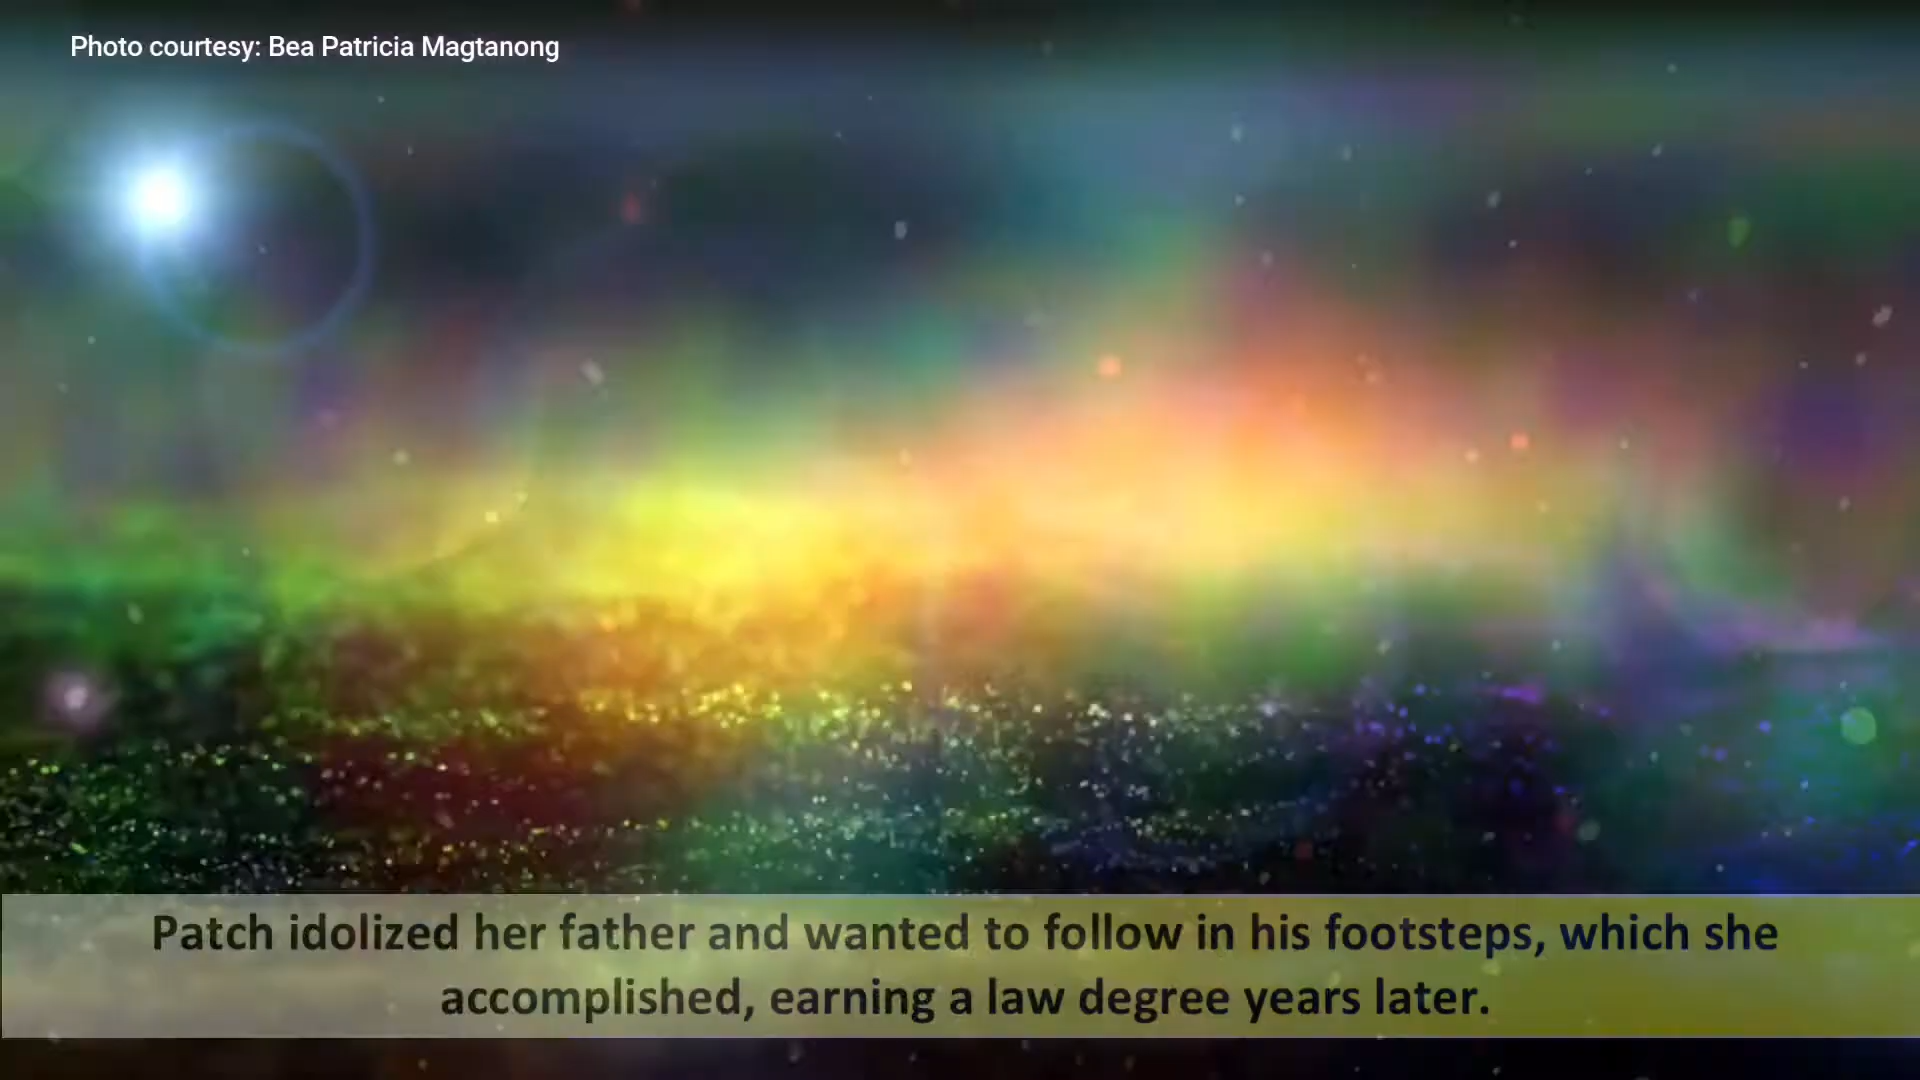 Photo courtesy: Bea Patricia Magtanong
Patch idolized her father and wanted to follow in his footsteps, which she
accomplished, earning a law degree years later.